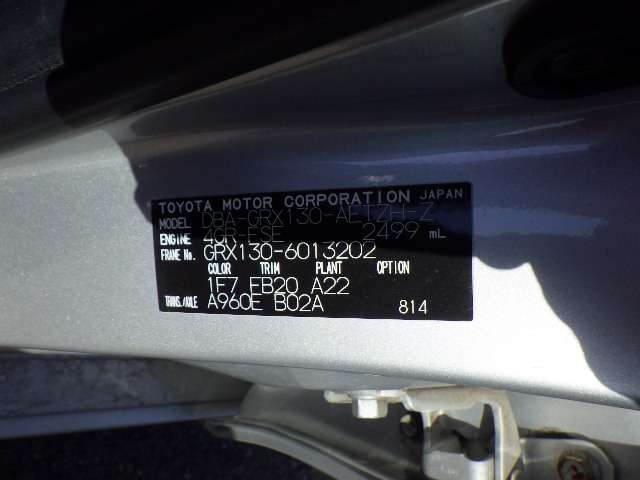 TOYOTA MOTOR CORPORATION JAPAN
MODEL DBA-GRX130-AETZH-Z
ENGINE 4GR-FSE 2499 mL
FRAME No. GRX130-6013202
COLOR TRIM PLANT OPTION
1F7 EB20 A22
TRANS./AXLE A960E B02A 814